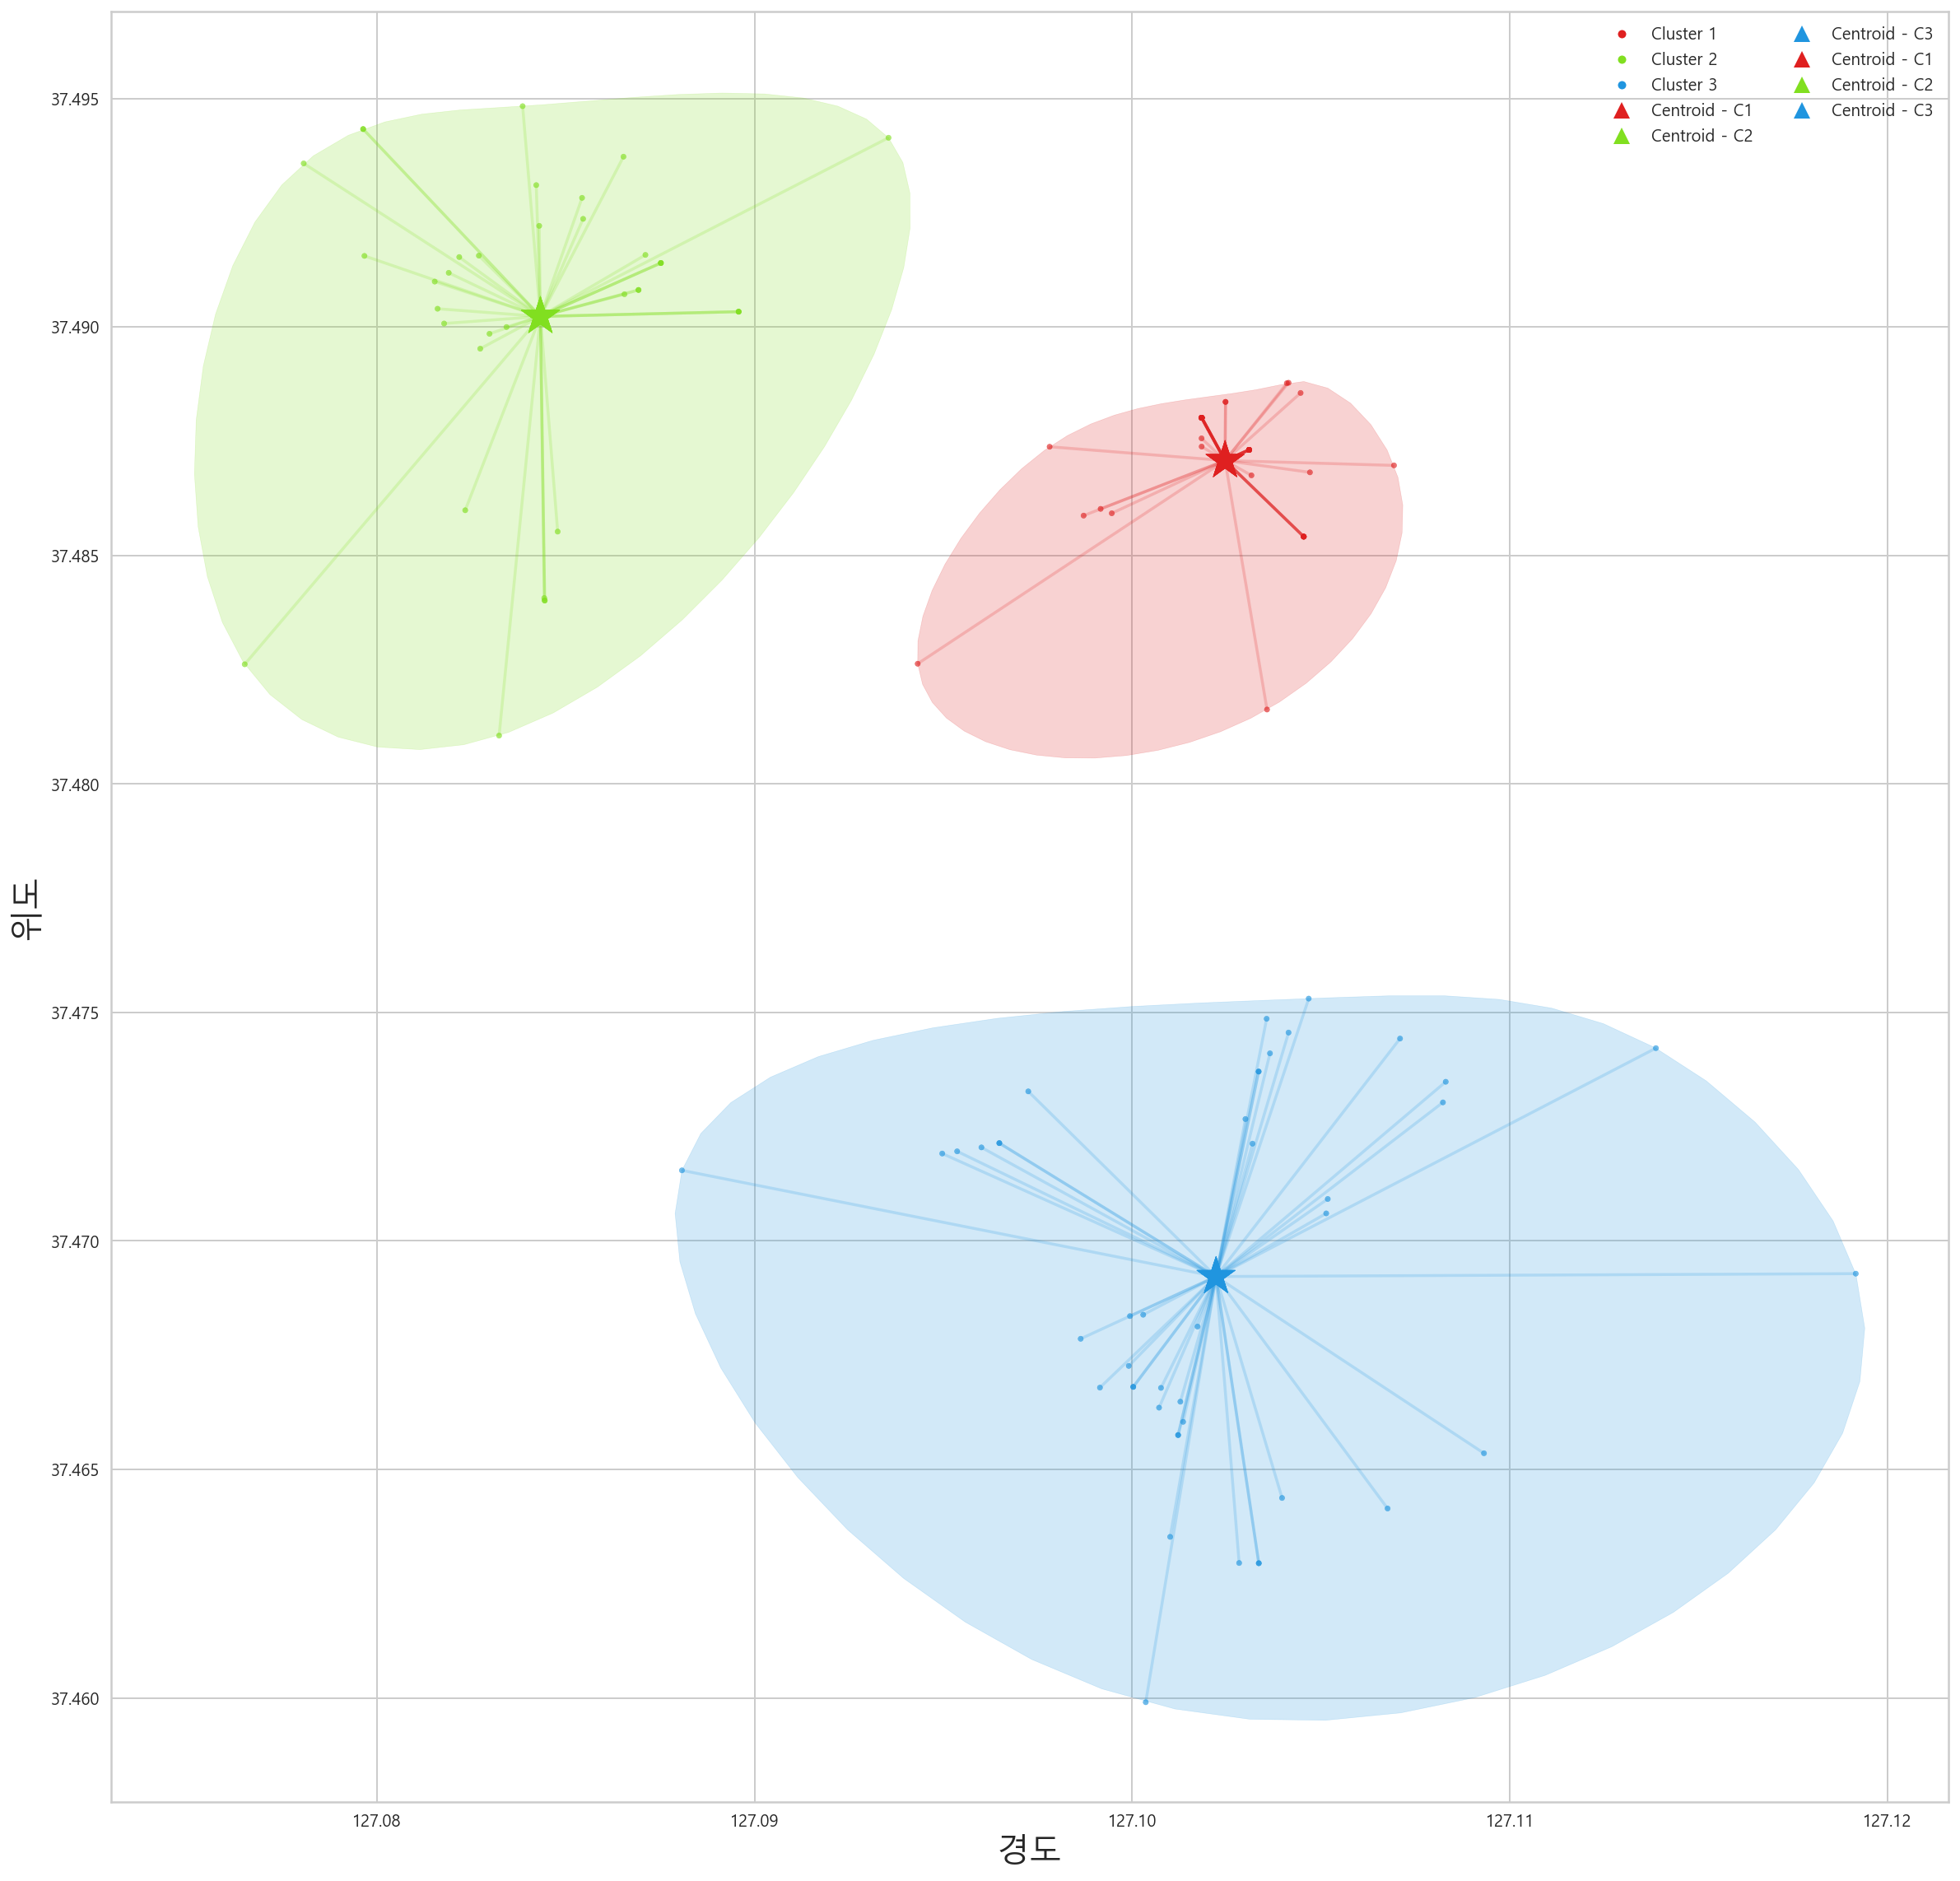 Cluster 1
Cluster 2
Cluster 3
Centroid - C1
Centroid - C2
Centroid - C3
Centroid - C1
Centroid - C2
Centroid - C3
37.495
37.490
37.485
37.480
37.475
37.470
37.465
37.460
위도
127.08
127.09
127.10
127.11
127.12
경도